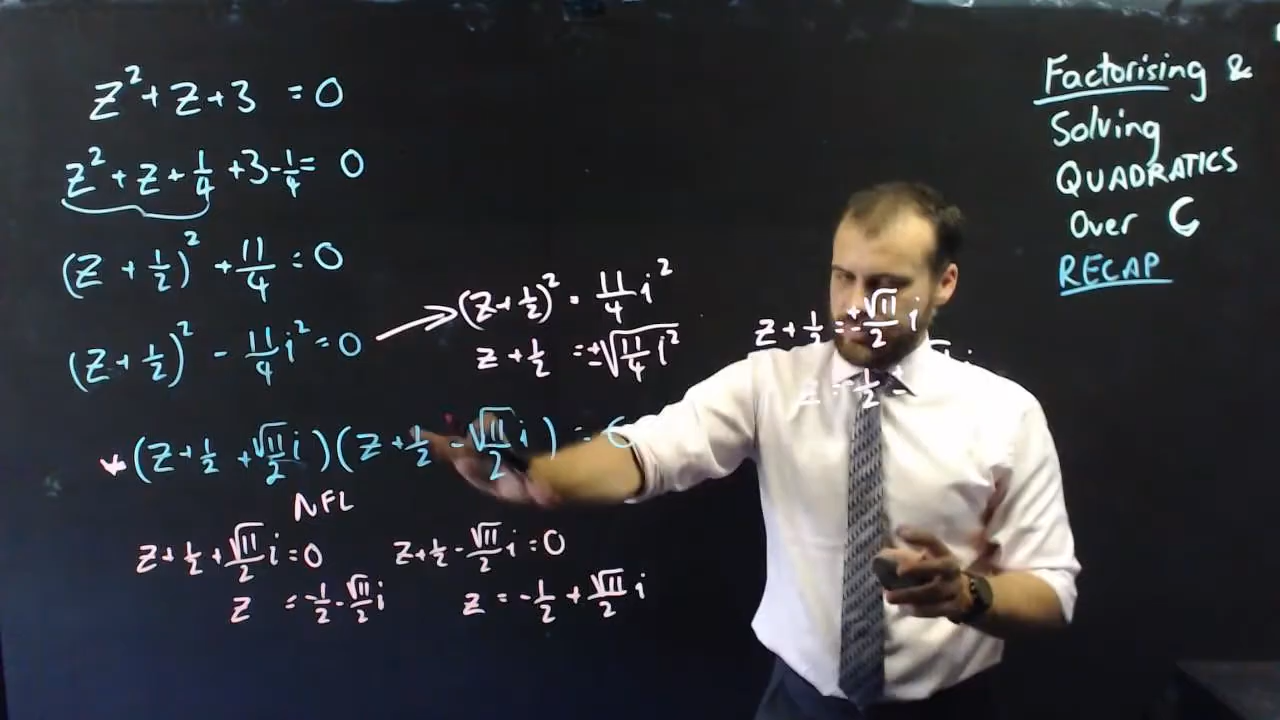 z² + z + 3 = 0
z² + z + 1/4 + 3 - 1/4 = 0
(z + 1/2)² + 11/4 = 0
(z + 1/2)² - 11/4 i² = 0
(z + 1/2 + √11/2 i)(z + 1/2 - √11/2 i) =
NFL
z + 1/2 + √11/2 i = 0
z = -1/2 - √11/2 i
z + 1/2 - √11/2 i = 0
z = -1/2 + √11/2 i
(z + 1/2)² = 11/4 i²
z + 1/2 = ±√(11/4 i²)
z + 1/2 = ±√11/2 i
z = -1/2 ±
Factorising &
Solving
QUADRATICS
Over C
RECAP